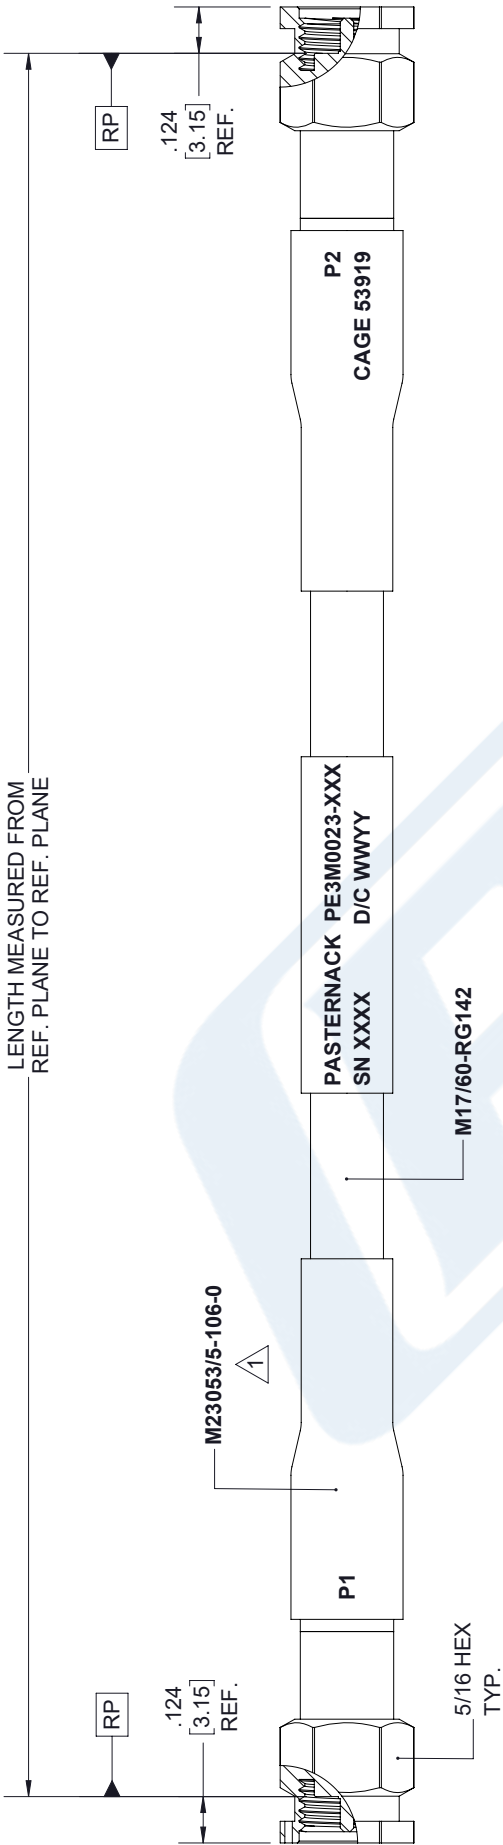 LENGTH MEASURED FROM
REF. PLANE TO REF. PLANE
RP
RP
.124
[3.15]
REF.
.124
[3.15]
REF.
M23053/5-106-0
1
P1
PASTERNACK PE3M0023-XXX
SN XXXX D/C WWYY
P2
CAGE 53919
5/16 HEX
TYP.
M17/60-RG142